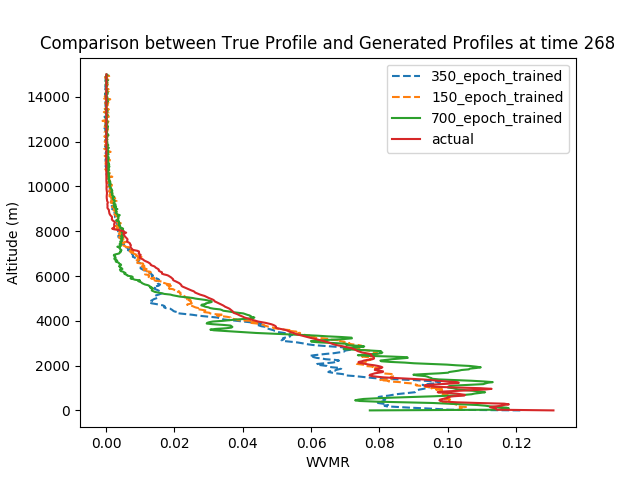 Comparison between True Profile and Generated Profiles at time 268
350_epoch_trained
150_epoch_trained
700_epoch_trained
actual
14000
12000
10000
8000
6000
4000
2000
0
Altitude (m)
0.00 0.02 0.04 0.06 0.08 0.10 0.12
WVMR